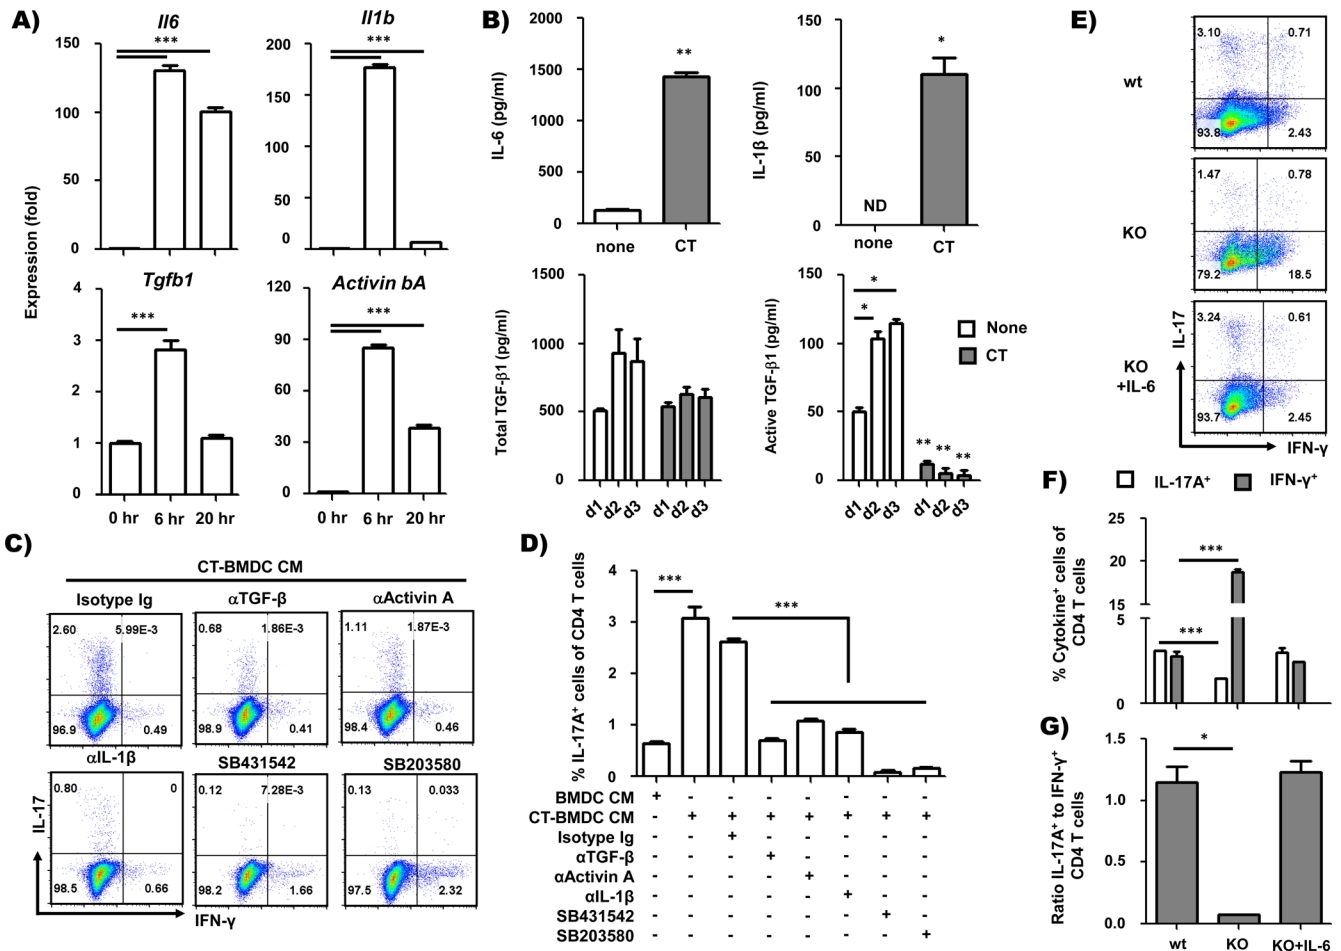 A)
Il6
Il1b
***
***
150
100
50
0
200
150
100
50
0
Expression (fold)
Tgfb1
Activin bA
***
***
4
3
2
1
0
120
90
60
30
0
0 hr 6 hr 20 hr
0 hr 6 hr 20 hr
B)
IL-6 (pg/ml)
2000
1500
1000
500
0
**
none CT
IL-1β (pg/ml)
150
100
50
0
*
ND
none CT
Total TGF-β1 (pg/ml)
1500
1000
500
0
d1 d2 d3 d1 d2 d3
Active TGF-β1 (pg/ml)
150
100
50
0
*
*
** ** **
d1 d2 d3 d1 d2 d3
None
CT
C)
CT-BMDC CM
Isotype Ig αTGF-β αActivin A
2.60 5.99E-3
96.9 0.49
0.68 1.86E-3
98.9 0.41
1.11 1.87E-3
98.4 0.46
αIL-1β SB431542 SB203580
0.80 0
98.5 0.66
0.12 7.28E-3
98.2 1.66
0.13 0.033
97.5 2.32
IL-17
IFN-γ
D)
% IL-17A+ cells of CD4 T cells
4
3
2
1
0
***
***
BMDC CM + - - - - - - -
CT-BMDC CM - + + + + + + +
Isotype Ig - - + - - - - -
αTGF-β - - - + - - - -
αActivin A - - - - + - - -
αIL-1β - - - - - + - -
SB431542 - - - - - - + -
SB203580 - - - - - - - +
E)
wt
3.10 0.71
93.8 2.43
KO
1.47 0.78
79.2 18.5
KO
+IL-6
3.24 0.61
93.7 2.45
IL-17
IFN-γ
F)
IL-17A+ IFN-γ+
% Cytokine+ cells of
CD4 T cells
25
20
15
5
0
***
***
G)
Ratio IL-17A+ to IFN-γ+
CD4 T cells
1.5
1.0
0.5
0.0
*
wt KO KO+IL-6